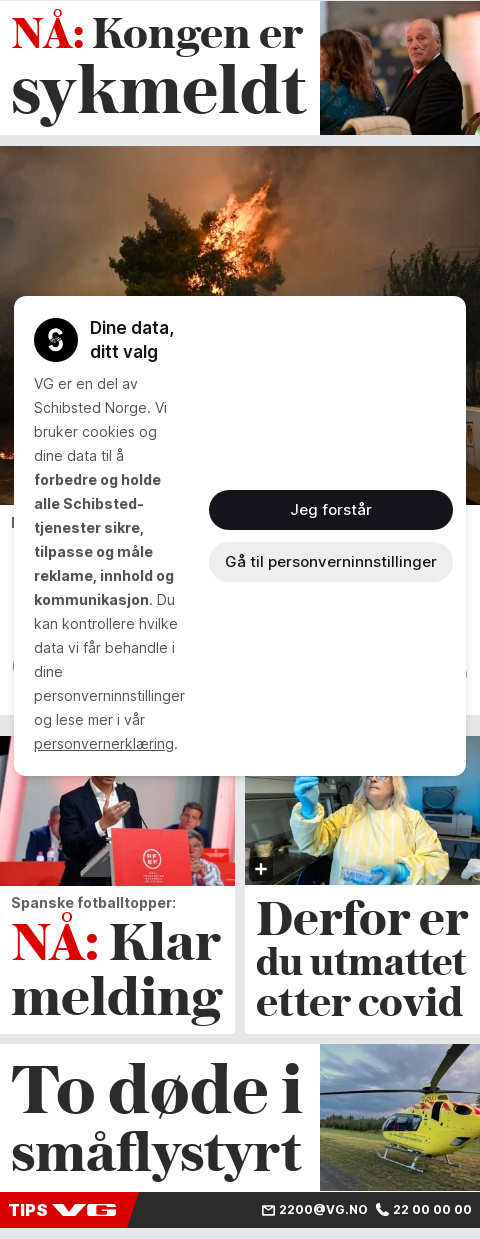 NÅ: Kongen er
sykmeldt
Dine data,
ditt valg
VG er en del av
Schibsted Norge. Vi
bruker cookies og
dine data til å
forbedre og holde
alle Schibsted-
tjenester sikre,
tilpasse og måle
reklame, innhold og
kommunikasjon. Du
kan kontrollere hvilke
data vi får behandle i
dine
personverninnstillinger
og lese mer i vår
personvernerklæring.
Jeg forstår
Gå til personverninnstillinger
RFEF
Spanske fotballtopper:
NÅ: Klar
melding
Derfor er
du utmattet
etter covid
To døde i
småflystyrt
TIPS VG
2200@VG.NO 22 00 00 00